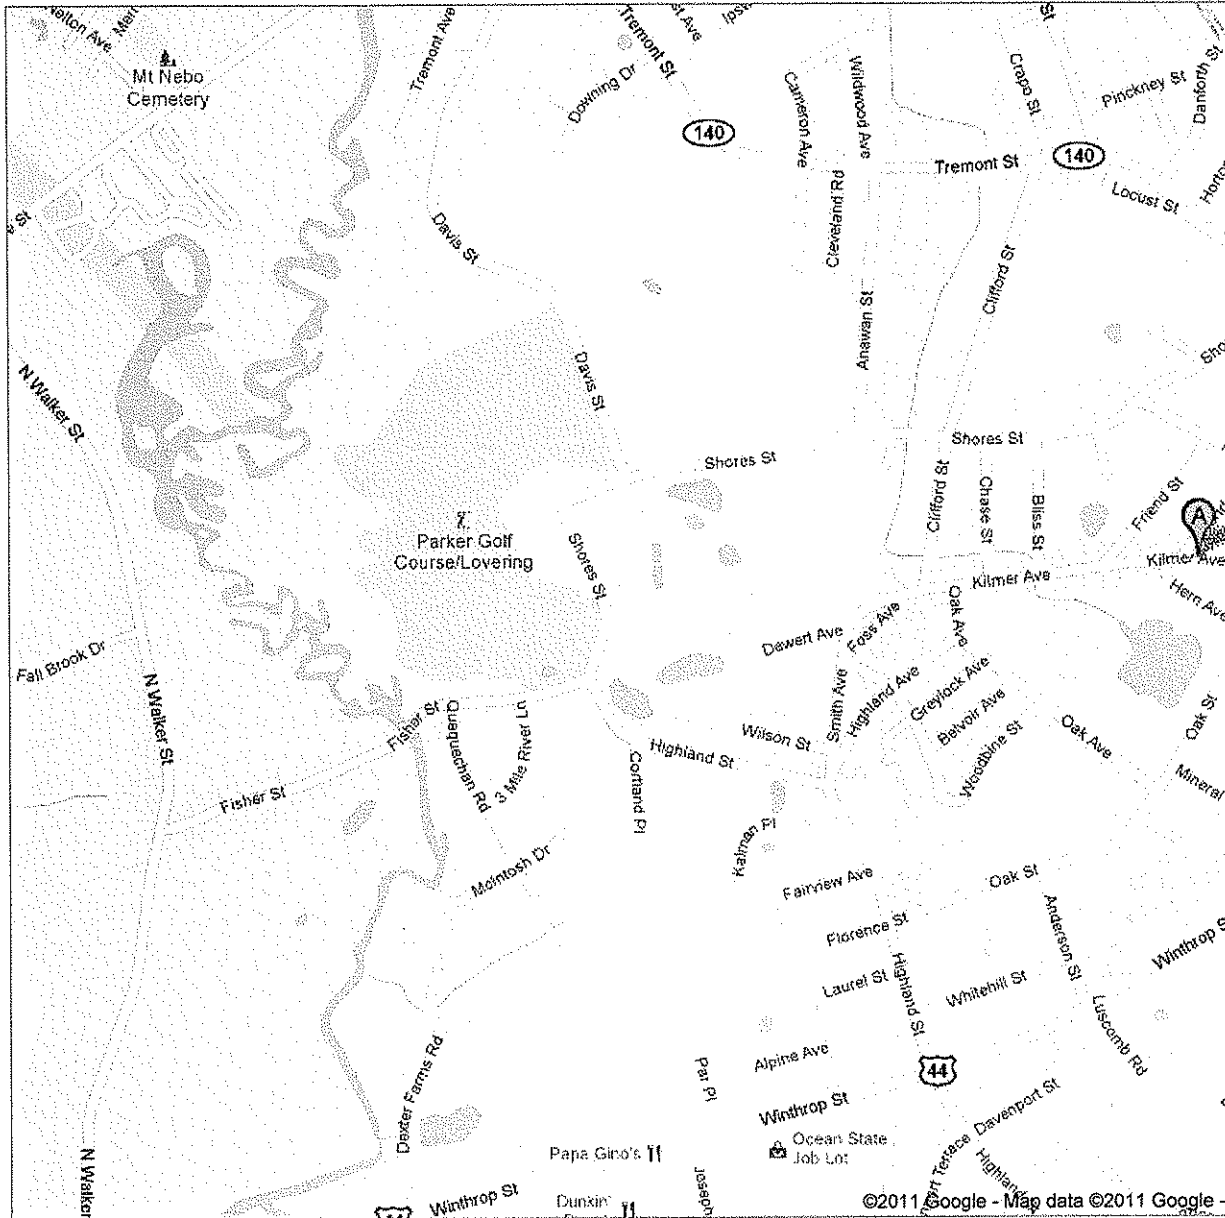 Tremont Ave
Mt Nebo
Cemetery
Downing Dr
Tremont St
140
Cameron Ave
Wildwood Ave
Crapo St
Pinckney St
Danforth St
Tremont St
140
Locust St
Cleveland Rd
Davis St
Clifford St
Anawan St
N Walker St
Davis St
Shores St
Shores St
Parker Golf
Course/Lovering
Shores St
Clifford St
Chase St
Bliss St
Friend St
A
Kilmer Ave
Kilmer Ave
Hern Ave
Dewert Ave
Foss Ave
Oak Ave
Fall Brook Dr
N Walker St
Fisher St
Quequechan Rd
3 Mile River Ln
Smith Ave
Highland Ave
Greylock Ave
Belvoir Ave
Woodbine St
Oak Ave
Oak St
Mineral
Wilson St
Highland St
Cortland Pl
Fisher St
Kalman Pl
McIntosh Dr
Fairview Ave
Oak St
Florence St
Anderson St
Winthrop S
Laurel St
Highland St
Whitehill St
Luscomb Rd
Alpine Ave
44
Par Pl
Dexter Farms Rd
Winthrop St
Davenport St
Terrace
Ocean State
Job Lot
Papa Gino's
N Walker
Winthrop St
Dunkin'
Joseph
Highland
©2011 Google - Map data ©2011 Google -